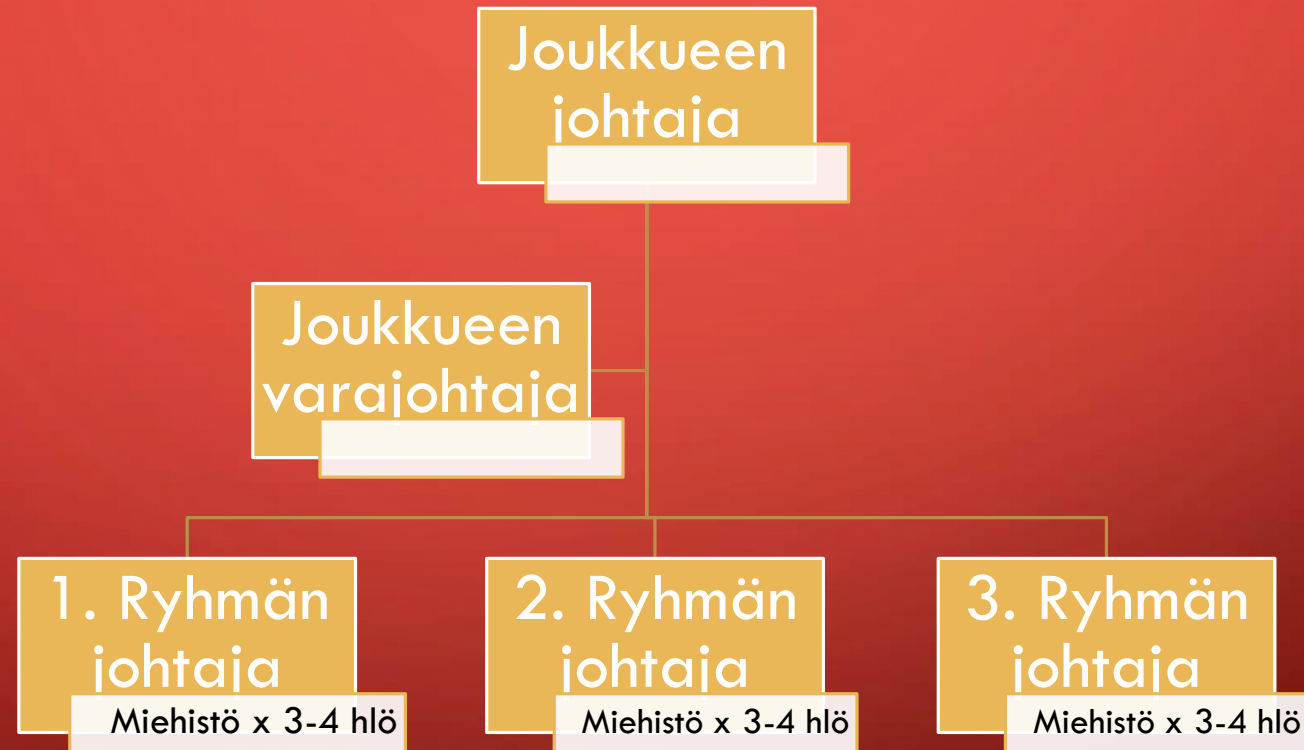 Joukkueen
johtaja
Joukkueen
varajohtaja
1. Ryhmän
johtaja
Miehistö x 3-4 hlö
2. Ryhmän
johtaja
Miehistö x 3-4 hlö
3. Ryhmän
johtaja
Miehistö x 3-4 hlö